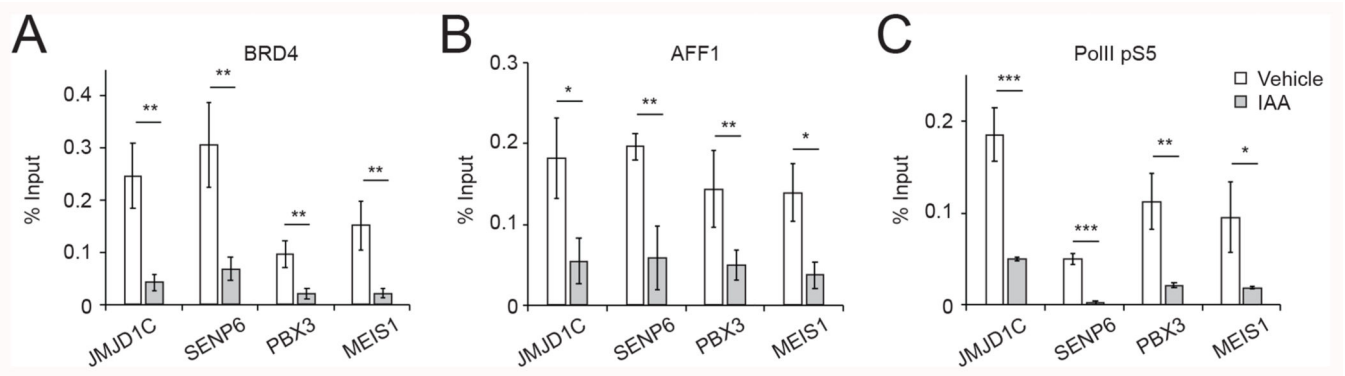 A
BRD4
% Input
0.4
0.3
0.2
0.1
0
**
**
**
**
JMJD1C
SENP6
PBX3
MEIS1
B
AFF1
% Input
0.3
0.2
0.1
0
*
**
**
*
JMJD1C
SENP6
PBX3
MEIS1
C
PolII pS5
Vehicle
IAA
% Input
0.2
0.1
0
***
***
**
*
JMJD1C
SENP6
PBX3
MEIS1